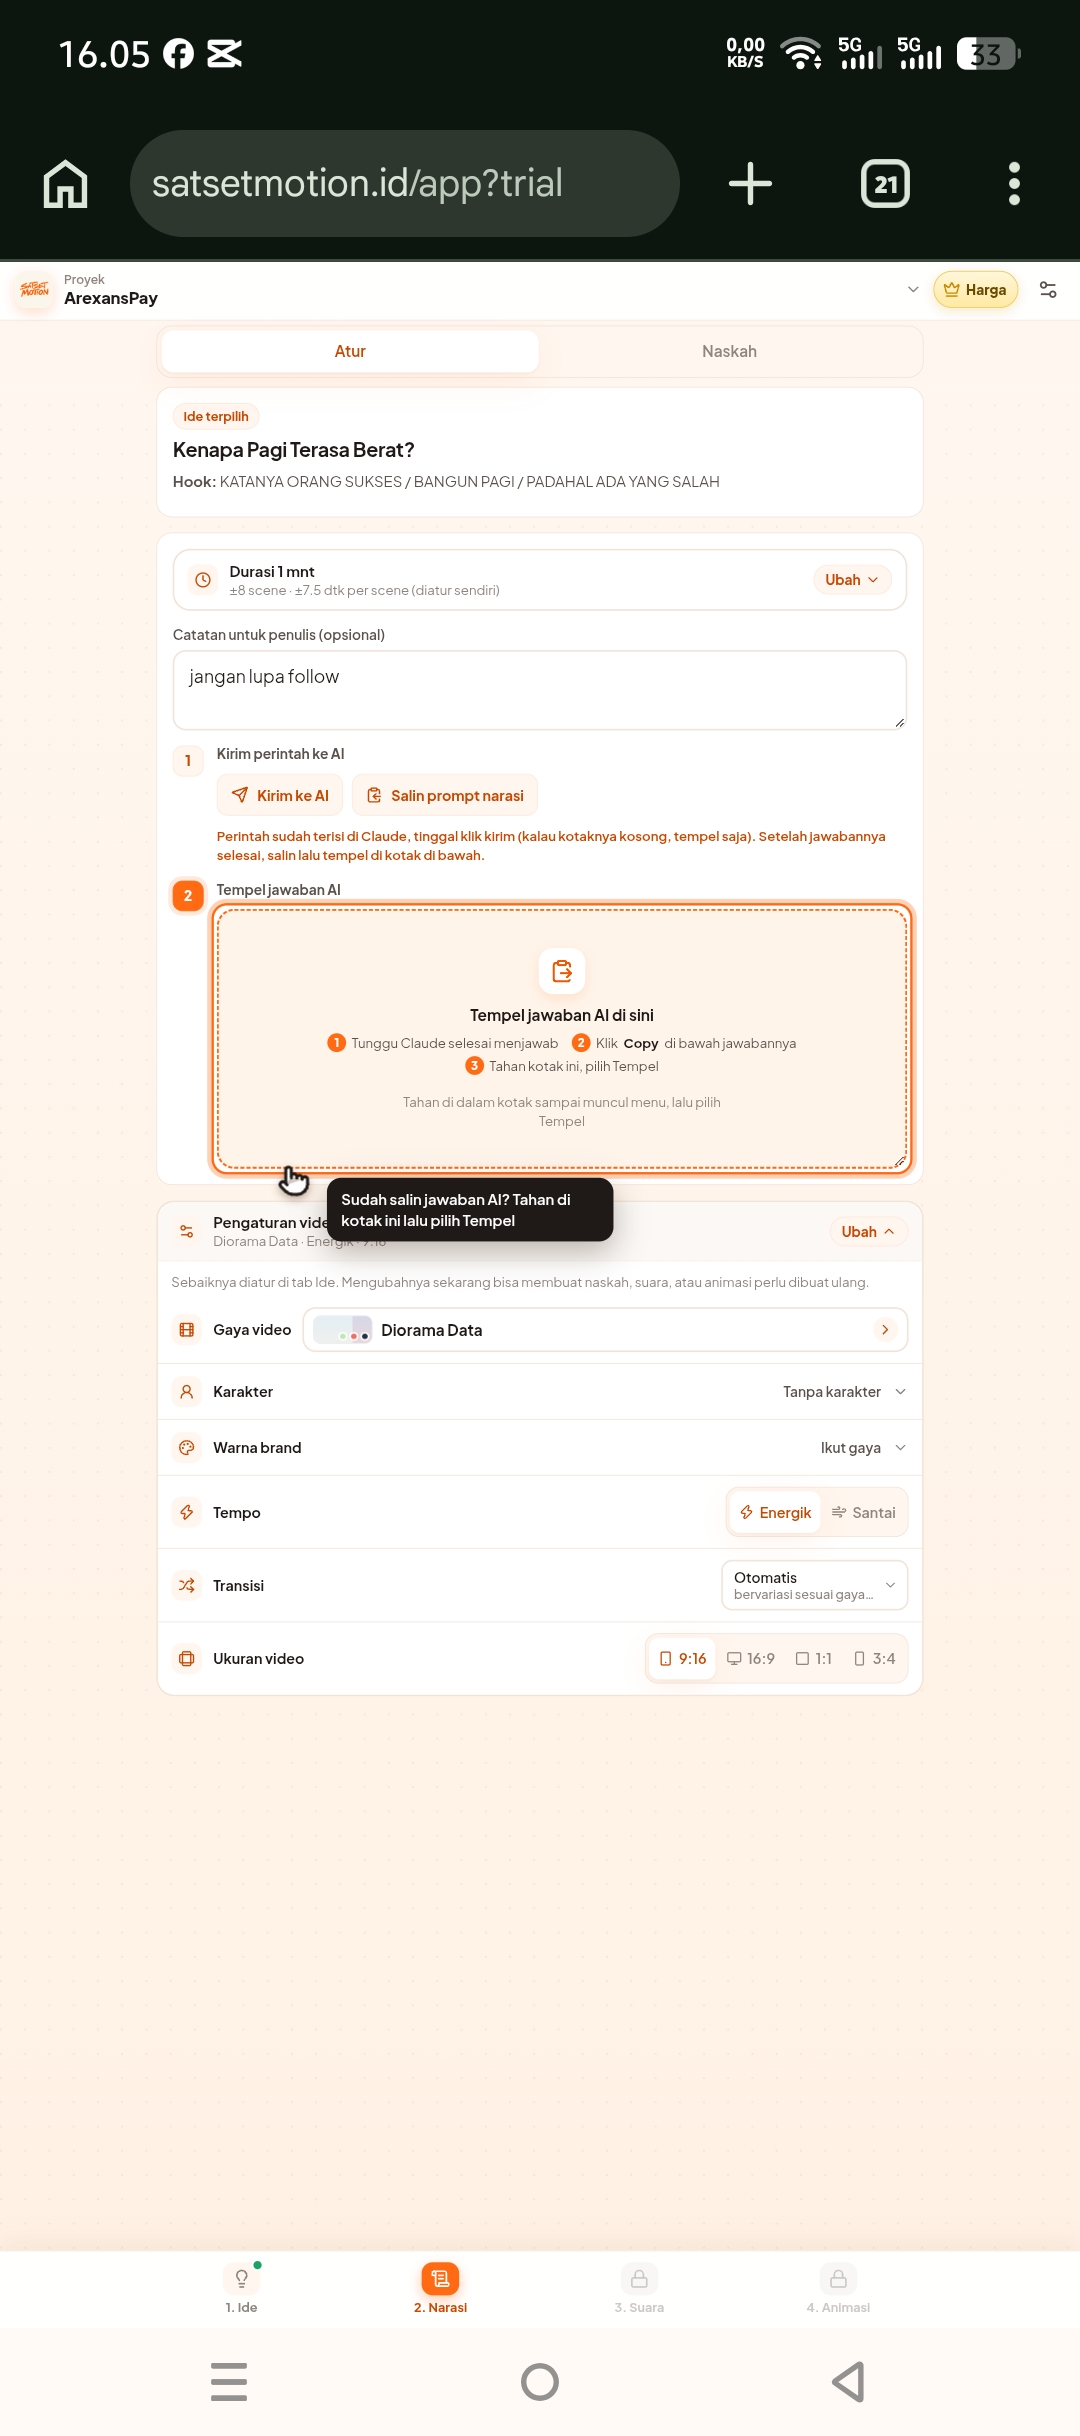 16.05
0,00
KB/S
5G
5G
33
satsetmotion.id/app?trial
21
SATSET
MOTION
Proyek
ArexansPay
Harga
Atur
Naskah
Ide terpilih
Kenapa Pagi Terasa Berat?
Hook: KATANYA ORANG SUKSES / BANGUN PAGI / PADAHAL ADA YANG SALAH
Durasi 1 mnt
±8 scene · ±7.5 dtk per scene (diatur sendiri)
Ubah
Catatan untuk penulis (opsional)
jangan lupa follow
1
Kirim perintah ke AI
Kirim ke AI
Salin prompt narasi
Perintah sudah terisi di Claude, tinggal klik kirim (kalau kotaknya kosong, tempel saja). Setelah jawabannya
selesai, salin lalu tempel di kotak di bawah.
2
Tempel jawaban AI
Tempel jawaban AI di sini
1 Tunggu Claude selesai menjawab 2 Klik Copy di bawah jawabannya
3 Tahan kotak ini, pilih Tempel
Tahan di dalam kotak sampai muncul menu, lalu pilih
Tempel
Sudah salin jawaban AI? Tahan di
kotak ini lalu pilih Tempel
Pengaturan vide
Diorama Data · Energik · 9:16
Ubah
Sebaiknya diatur di tab Ide. Mengubahnya sekarang bisa membuat naskah, suara, atau animasi perlu dibuat ulang.
Gaya video
Diorama Data
Karakter
Tanpa karakter
Warna brand
Ikut gaya
Tempo
Energik
Santai
Transisi
Otomatis
bervariasi sesuai gaya…
Ukuran video
9:16
16:9
1:1
3:4
1. Ide
2. Narasi
3. Suara
4. Animasi